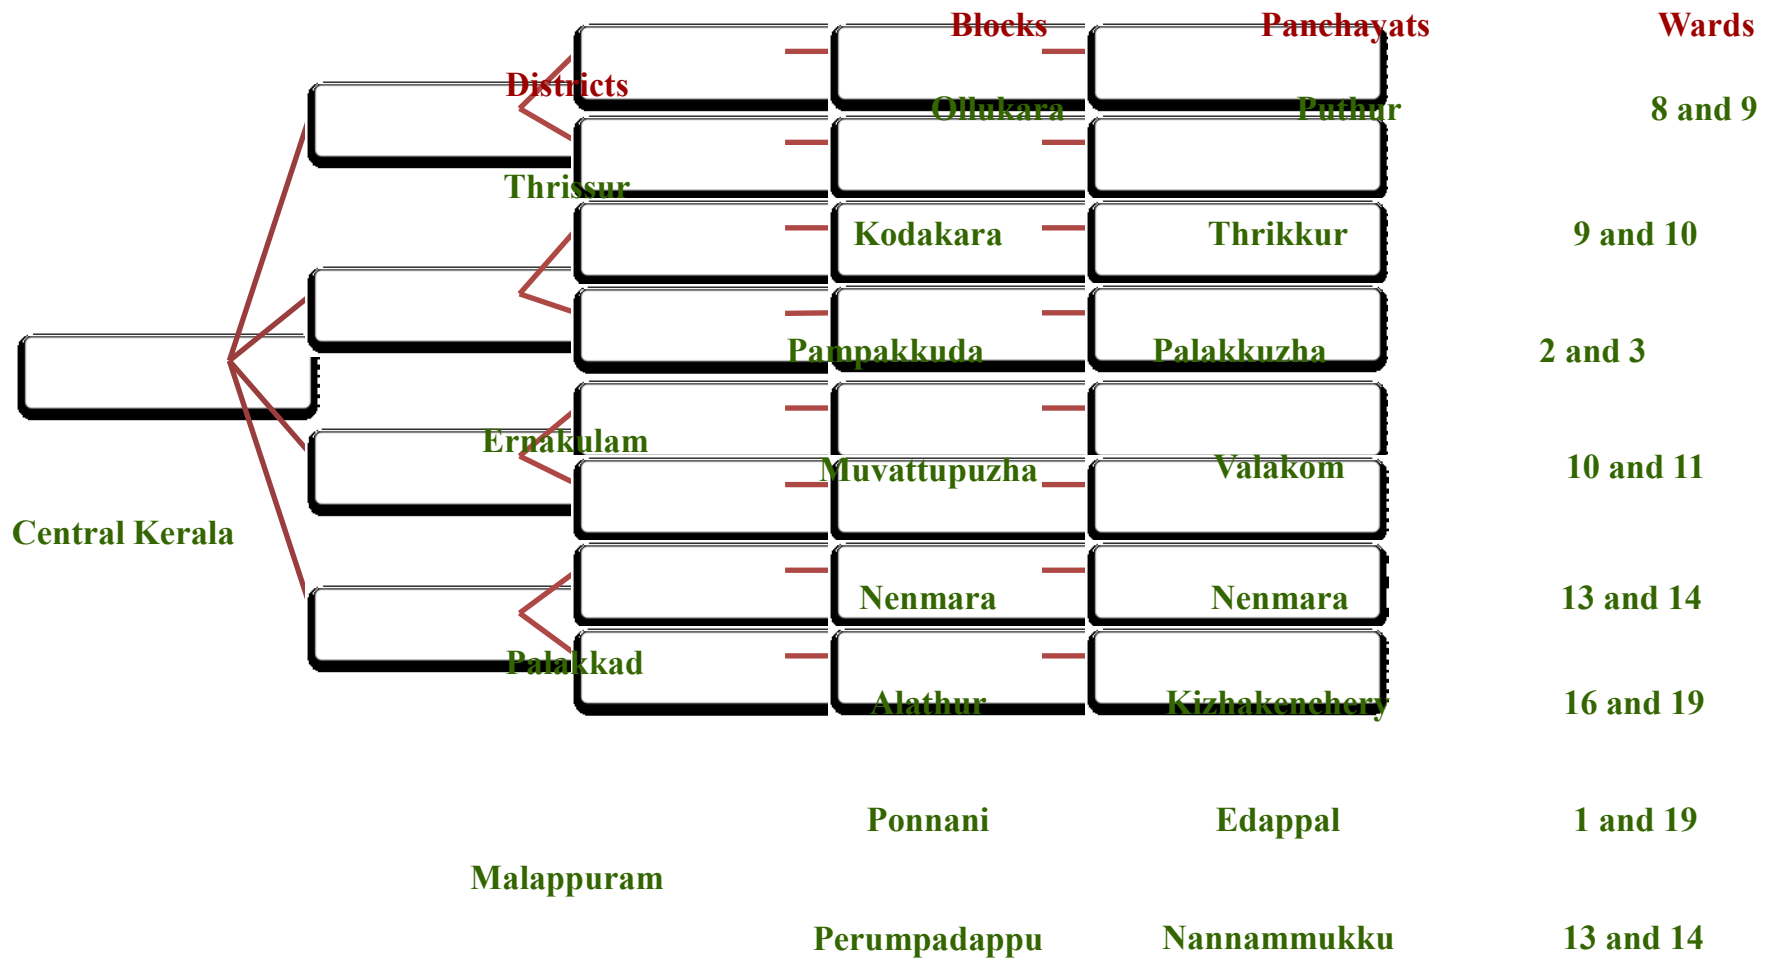 Blocks Panchayats Wards
Districts
Ollukara Puthur 8 and 9
Thrissur
Kodakara Thrikkur 9 and 10
Pampakkuda Palakkuzha 2 and 3
Ernakulam
Muvattupuzha Valakom 10 and 11
Central Kerala
Nenmara Nenmara 13 and 14
Palakkad
Alathur Kizhakenchery 16 and 19
Ponnani Edappal 1 and 19
Malappuram
Perumpadappu Nannammukku 13 and 14